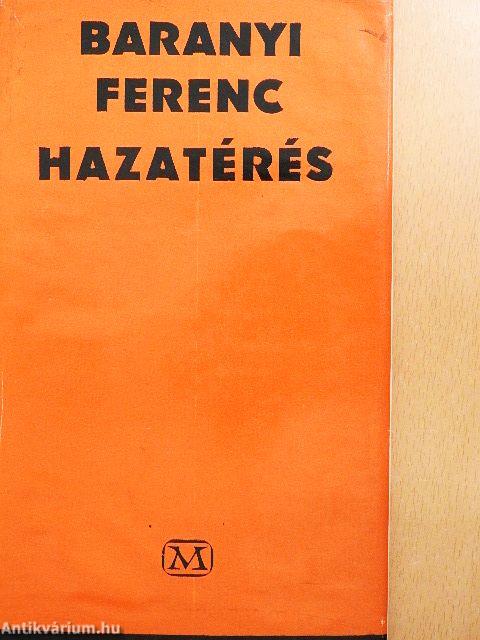 BARANYI
FERENC
HAZATÉRÉS
M
Antikvárium.hu